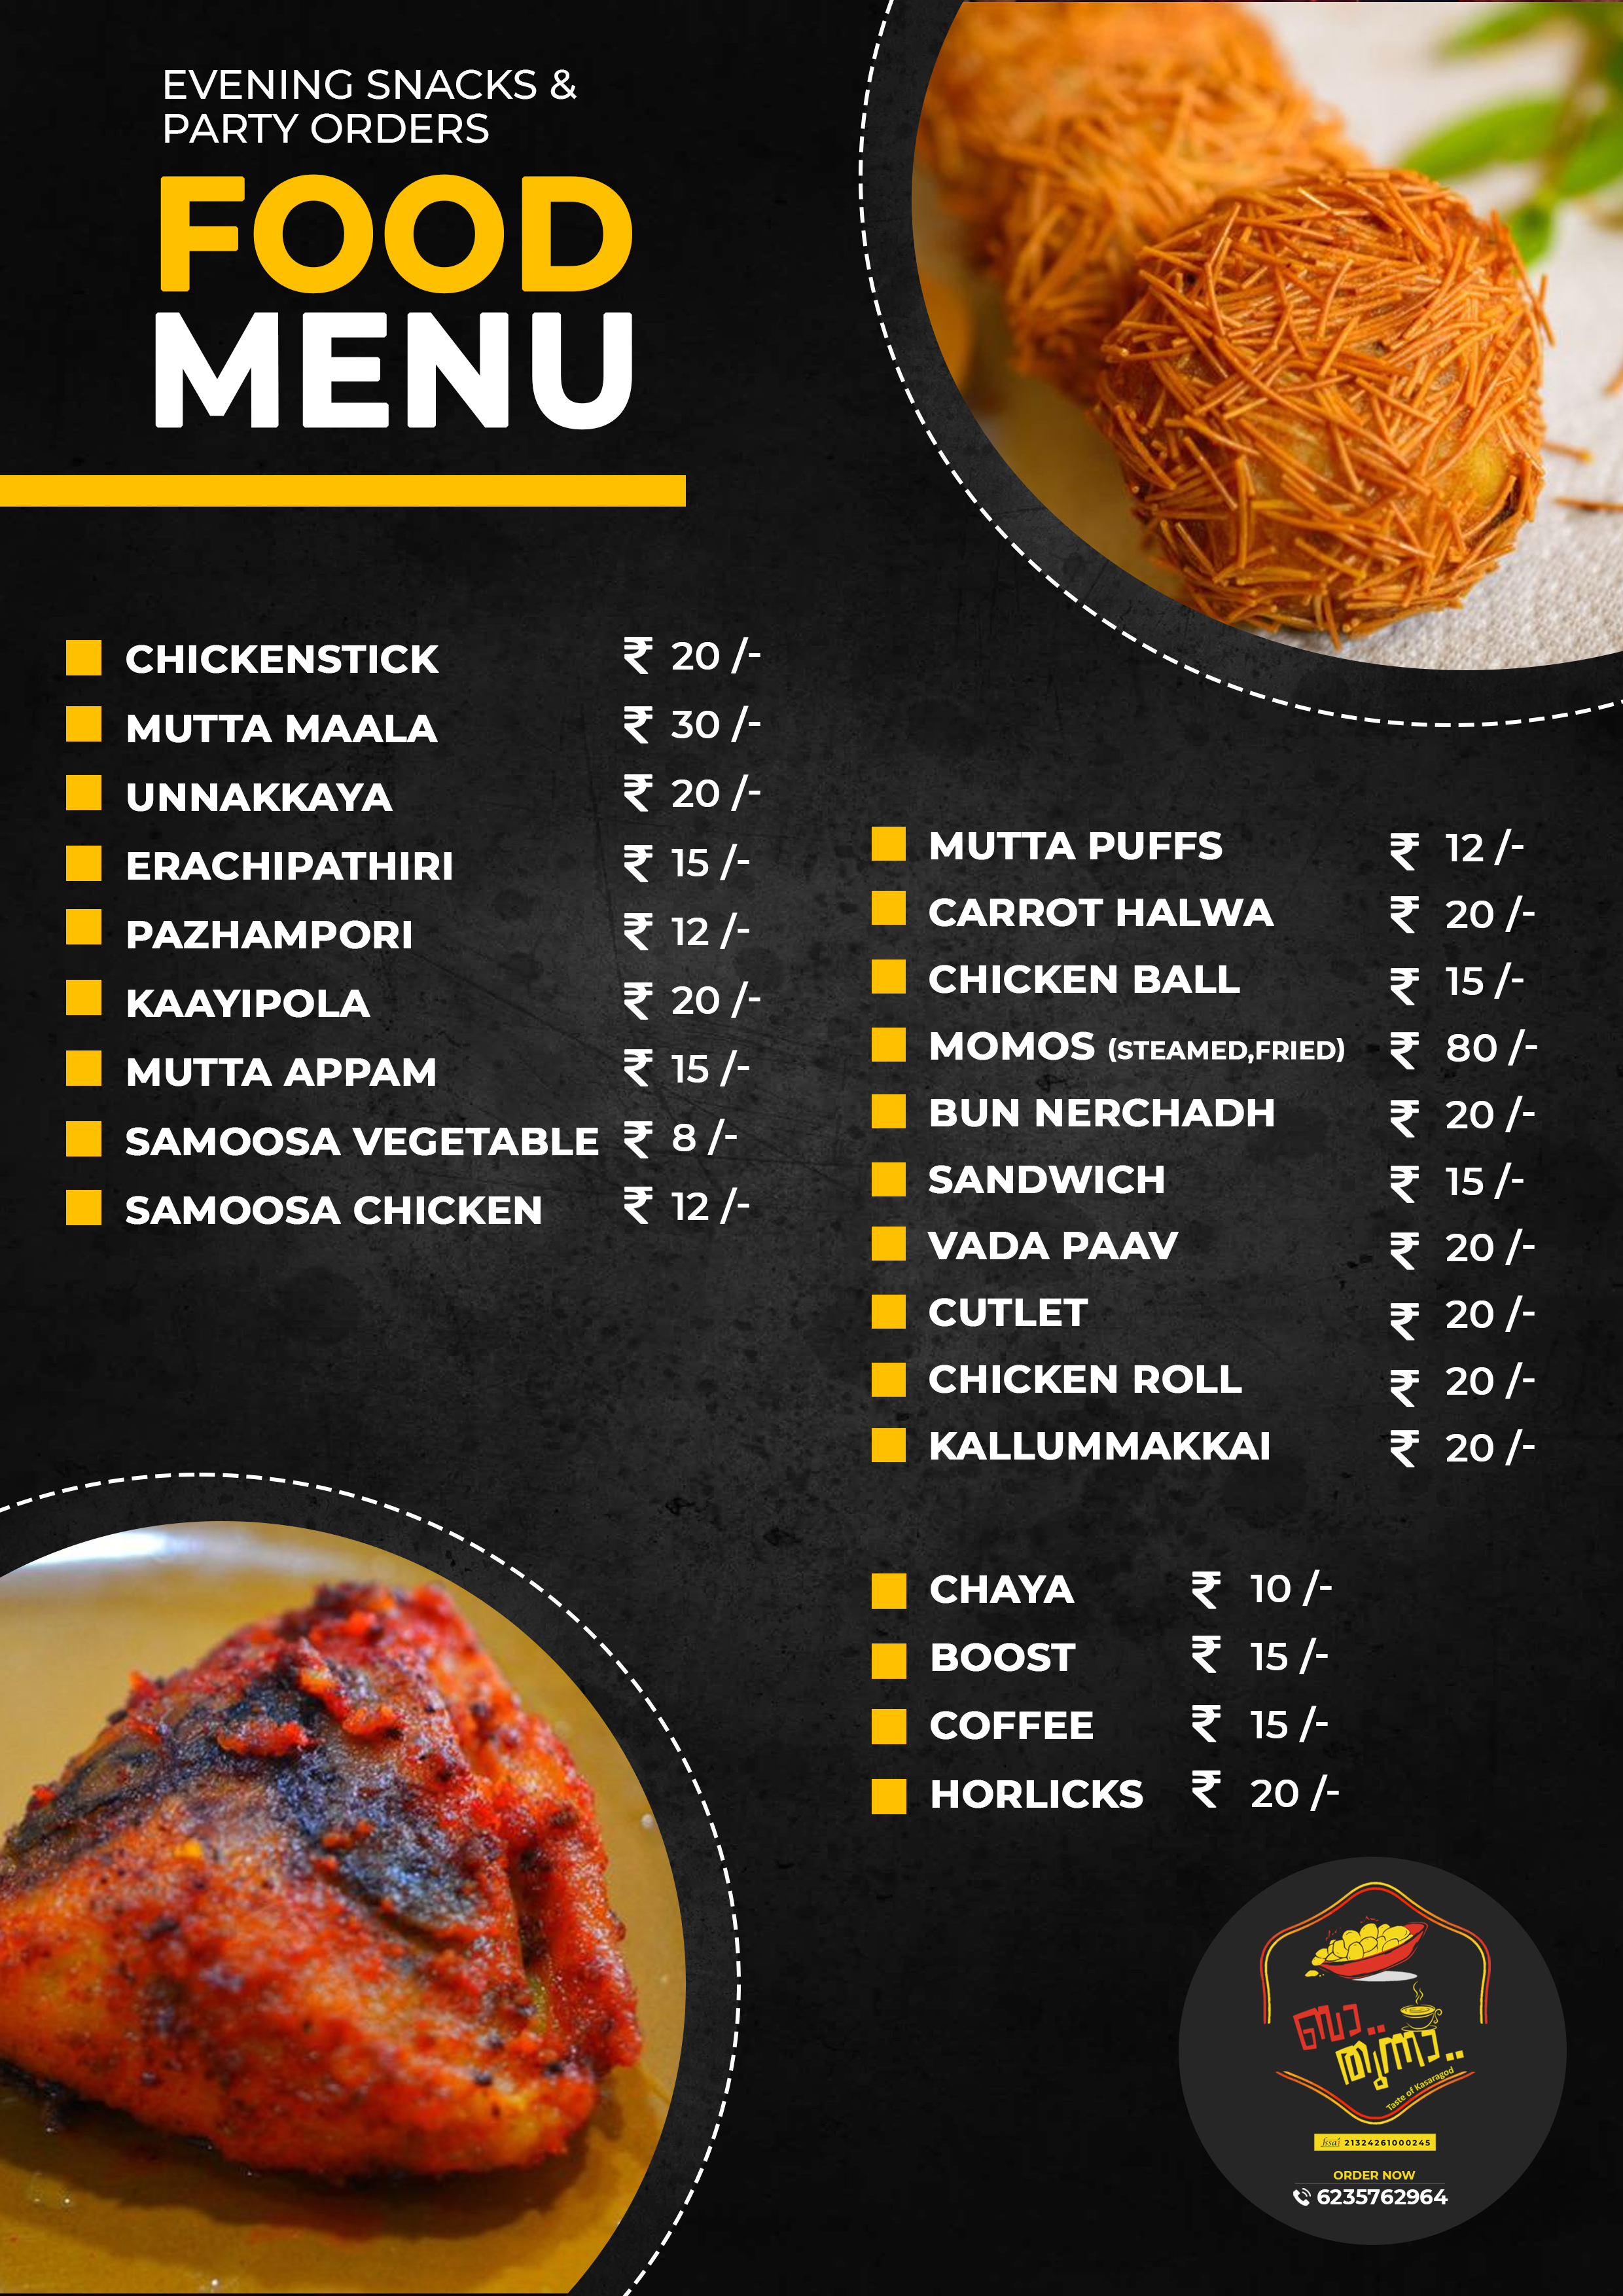 EVENING SNACKS &
PARTY ORDERS
FOOD
MENU
CHICKENSTICK ₹ 20 /-
MUTTA MAALA ₹ 30 /-
UNNAKKAYA ₹ 20 /-
ERACHIPATHIRI ₹ 15 /-
PAZHAMPORI ₹ 12 /-
KAAYIPOLA ₹ 20 /-
MUTTA APPAM ₹ 15 /-
SAMOOSA VEGETABLE ₹ 8 /-
SAMOOSA CHICKEN ₹ 12 /-
MUTTA PUFFS ₹ 12 /-
CARROT HALWA ₹ 20 /-
CHICKEN BALL ₹ 15 /-
MOMOS (STEAMED,FRIED) ₹ 80 /-
BUN NERCHADH ₹ 20 /-
SANDWICH ₹ 15 /-
VADA PAAV ₹ 20 /-
CUTLET ₹ 20 /-
CHICKEN ROLL ₹ 20 /-
KALLUMMAKKAI ₹ 20 /-
CHAYA ₹ 10 /-
BOOST ₹ 15 /-
COFFEE ₹ 15 /-
HORLICKS ₹ 20 /-
ബാ..
തുന്നാ..
Taste of Kasaragod
fssai 21324261000245
ORDER NOW
6235762964